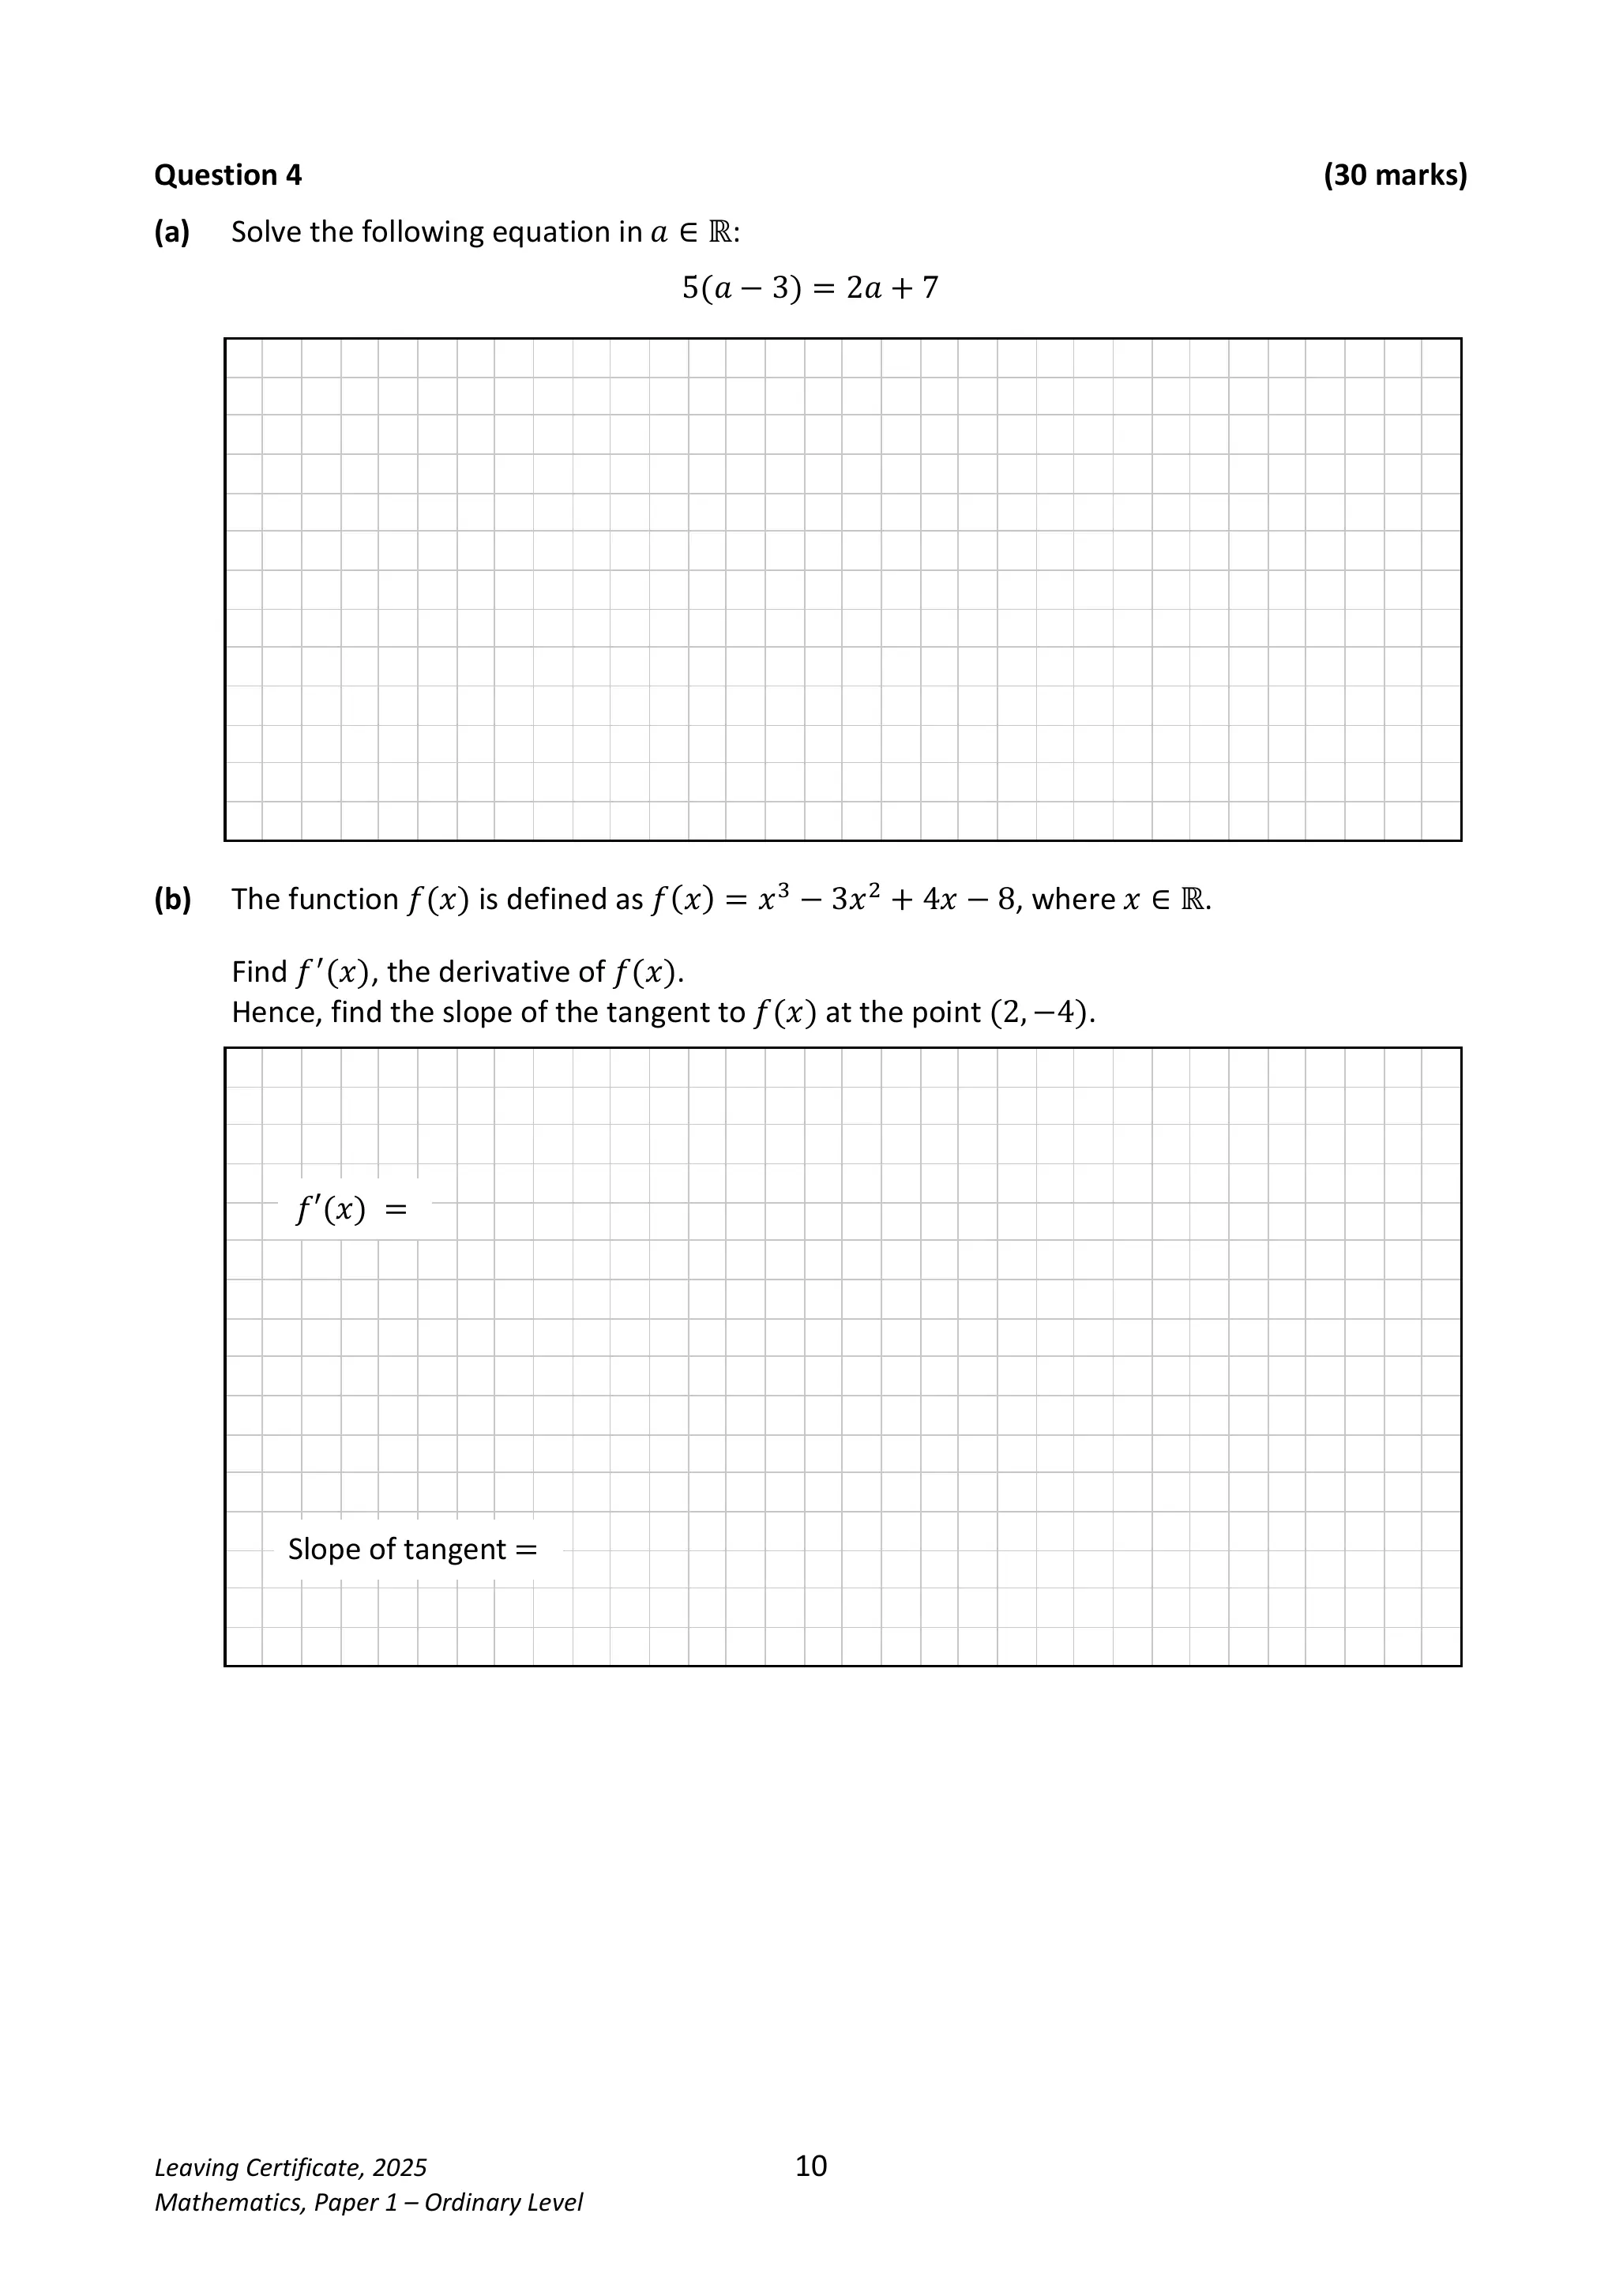 Question 4 (30 marks)
(a) Solve the following equation in 𝑎 ∈ ℝ:
5(𝑎 − 3) = 2𝑎 + 7
(b) The function 𝑓(𝑥) is defined as 𝑓(𝑥) = 𝑥³ − 3𝑥² + 4𝑥 − 8, where 𝑥 ∈ ℝ.
Find 𝑓′(𝑥), the derivative of 𝑓(𝑥).
Hence, find the slope of the tangent to 𝑓(𝑥) at the point (2, −4).
𝑓′(𝑥) =
Slope of tangent =
Leaving Certificate, 2025 10
Mathematics, Paper 1 – Ordinary Level